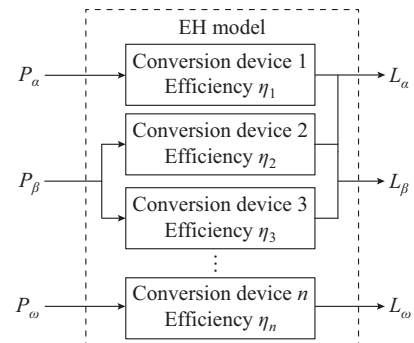 EH model
P_α
Conversion device 1
Efficiency η_1
L_α
Conversion device 2
Efficiency η_2
P_β
L_β
Conversion device 3
Efficiency η_3
⋮
P_ω
Conversion device n
Efficiency η_n
L_ω